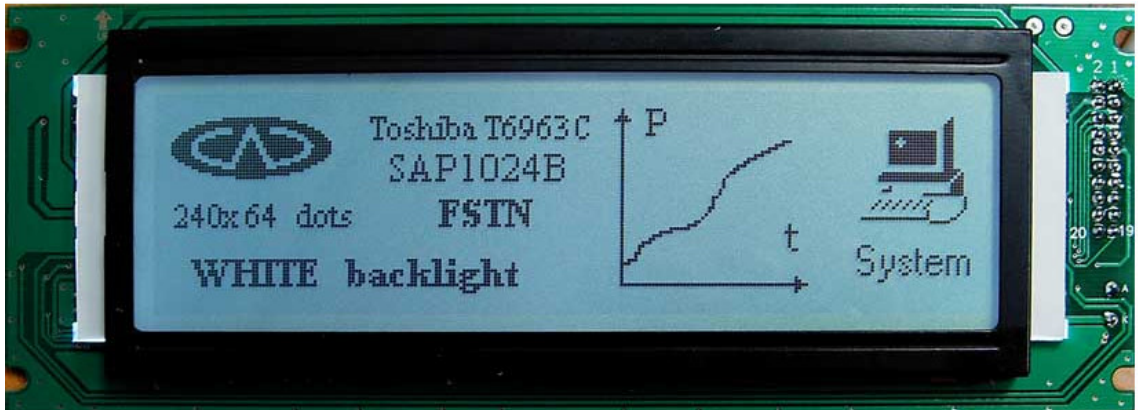 Toshiba T6963C
SAP1024B
240x64 dots
FSTN
WHITE backlight
P
t
System
2 1
20 19
A
K